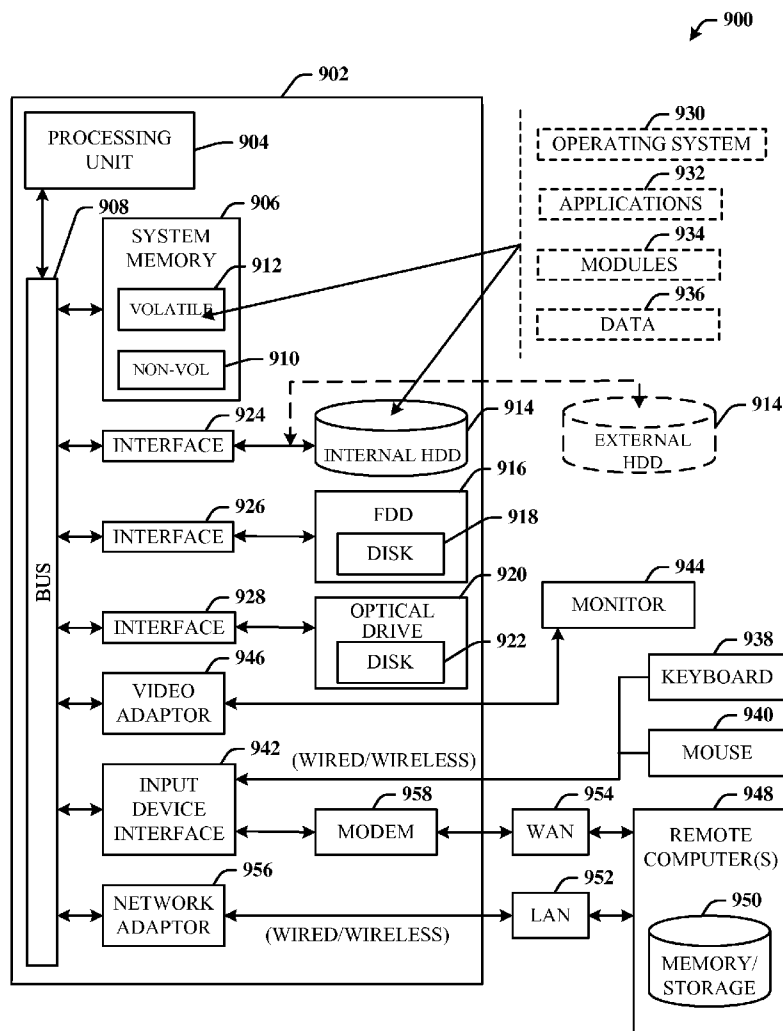 900
902
PROCESSING
UNIT
904
930
OPERATING SYSTEM
932
APPLICATIONS
934
MODULES
936
DATA
908
906
SYSTEM
MEMORY
912
VOLATILE
910
NON-VOL
BUS
924
INTERFACE
914
INTERNAL HDD
914
EXTERNAL
HDD
926
INTERFACE
916
FDD
918
DISK
928
INTERFACE
920
OPTICAL
DRIVE
922
DISK
944
MONITOR
946
VIDEO
ADAPTOR
938
KEYBOARD
940
MOUSE
942
INPUT
DEVICE
INTERFACE
(WIRED/WIRELESS)
958
MODEM
954
WAN
948
REMOTE
COMPUTER(S)
956
NETWORK
ADAPTOR
(WIRED/WIRELESS)
952
LAN
950
MEMORY/
STORAGE